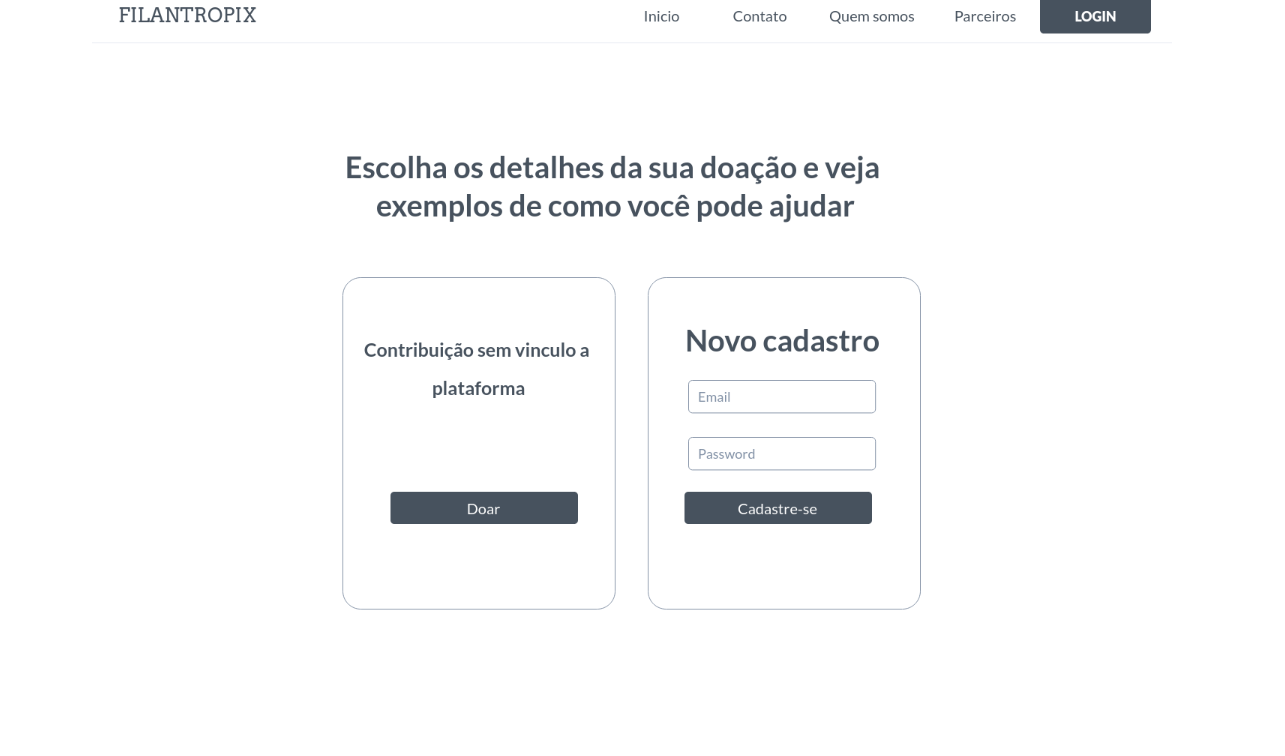 FILANTROPIX
Inicio
Contato
Quem somos
Parceiros
LOGIN
Escolha os detalhes da sua doação e veja
exemplos de como você pode ajudar
Contribuição sem vinculo a
plataforma
Doar
Novo cadastro
Email
Password
Cadastre-se